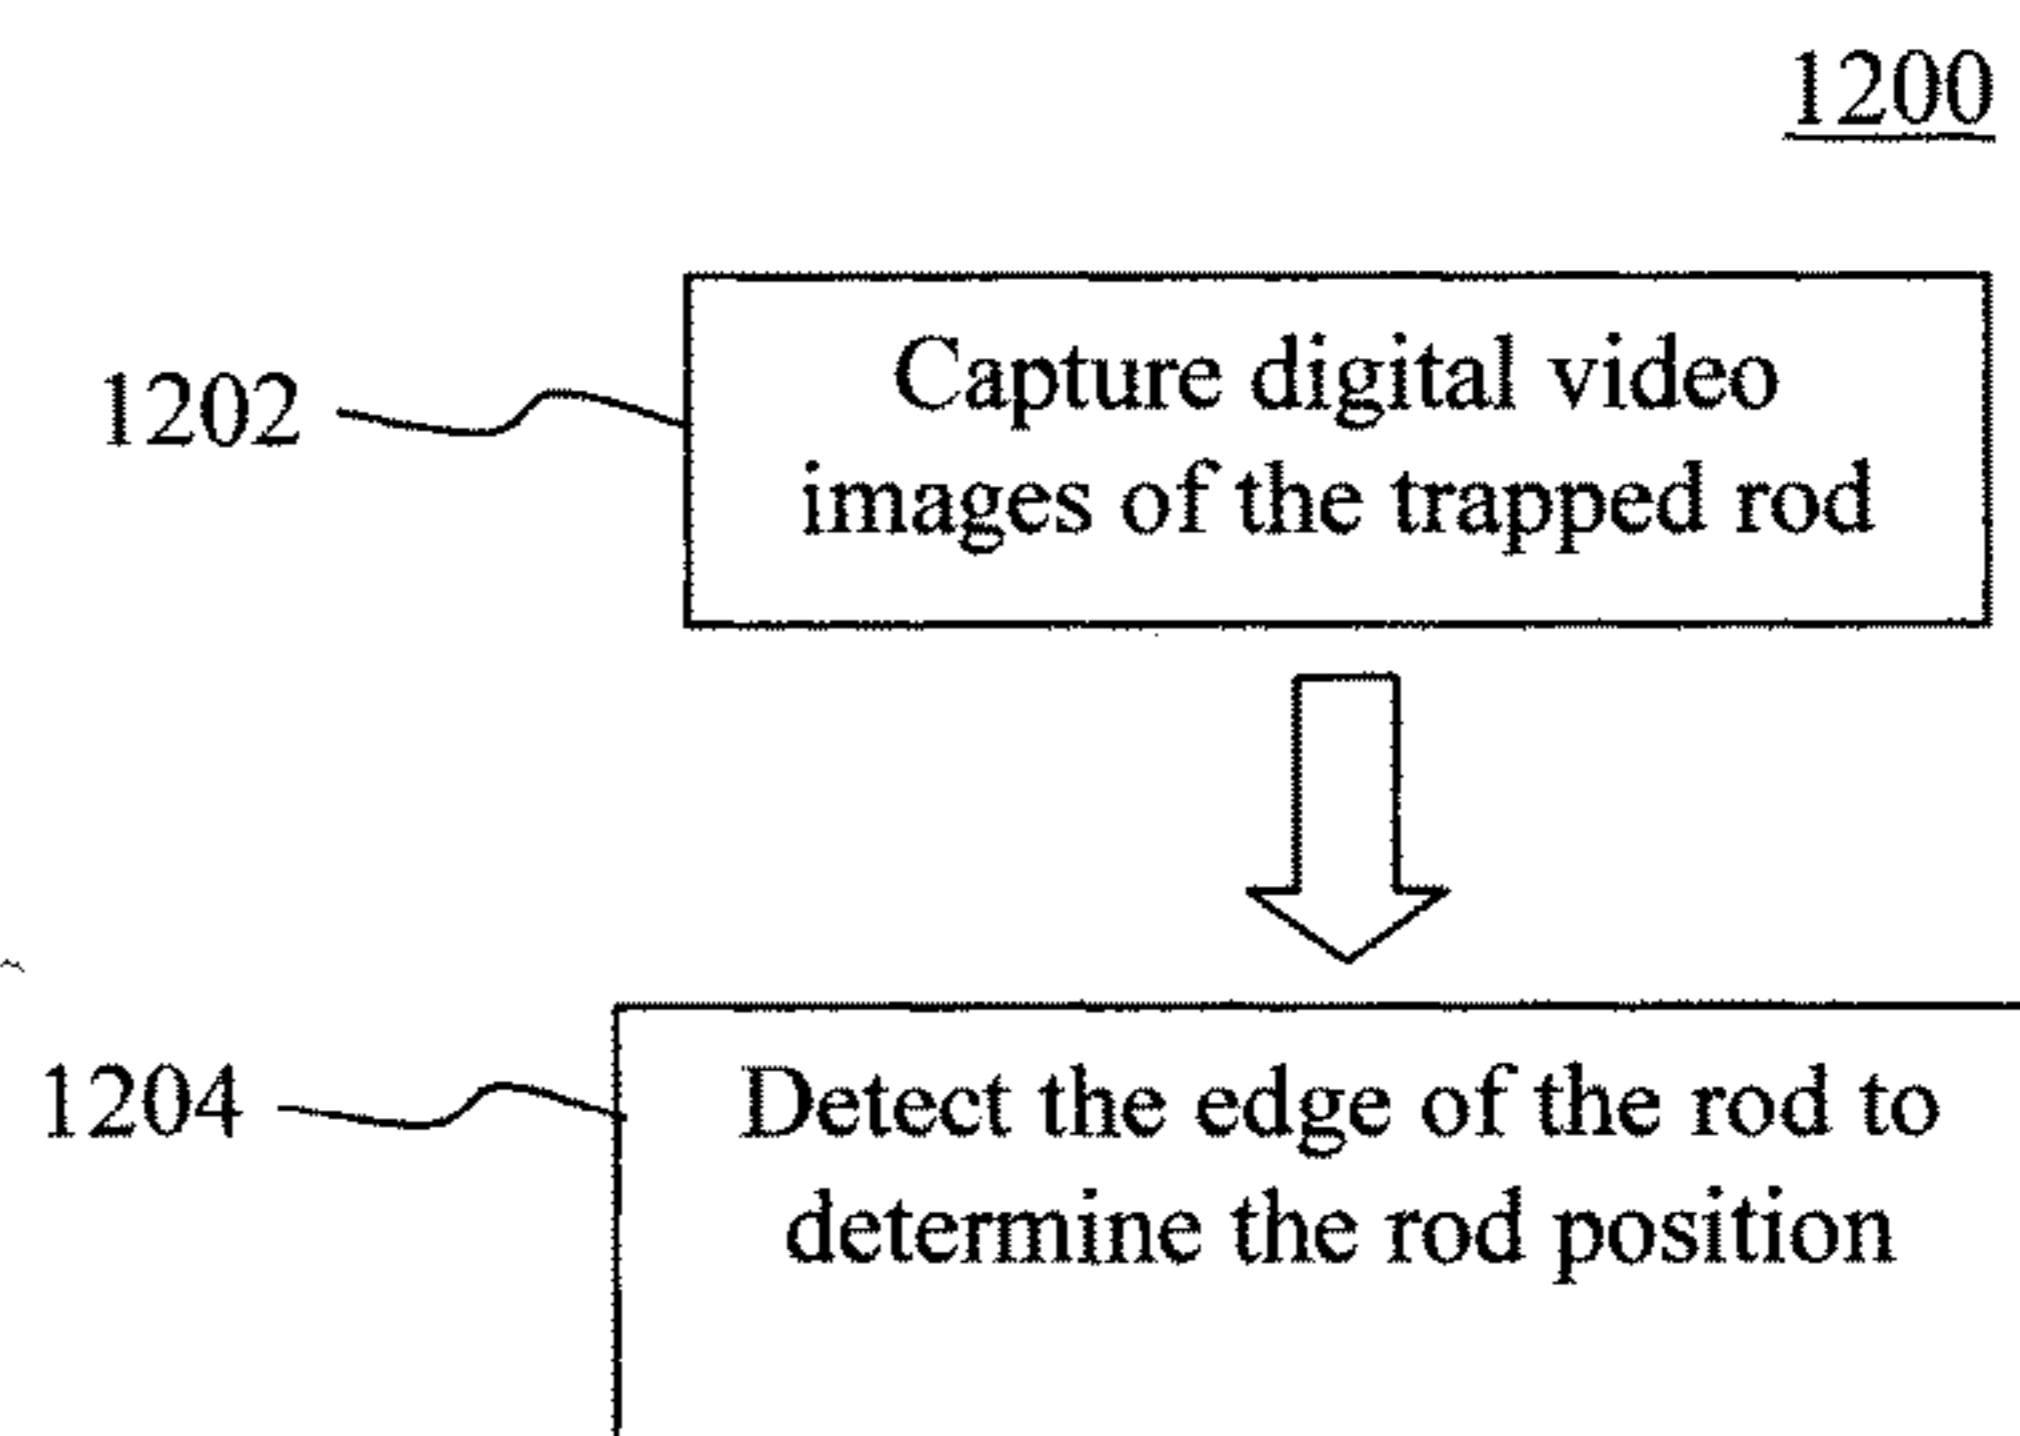 1200
1202
Capture digital video
images of the trapped rod
1204
Detect the edge of the rod to
determine the rod position